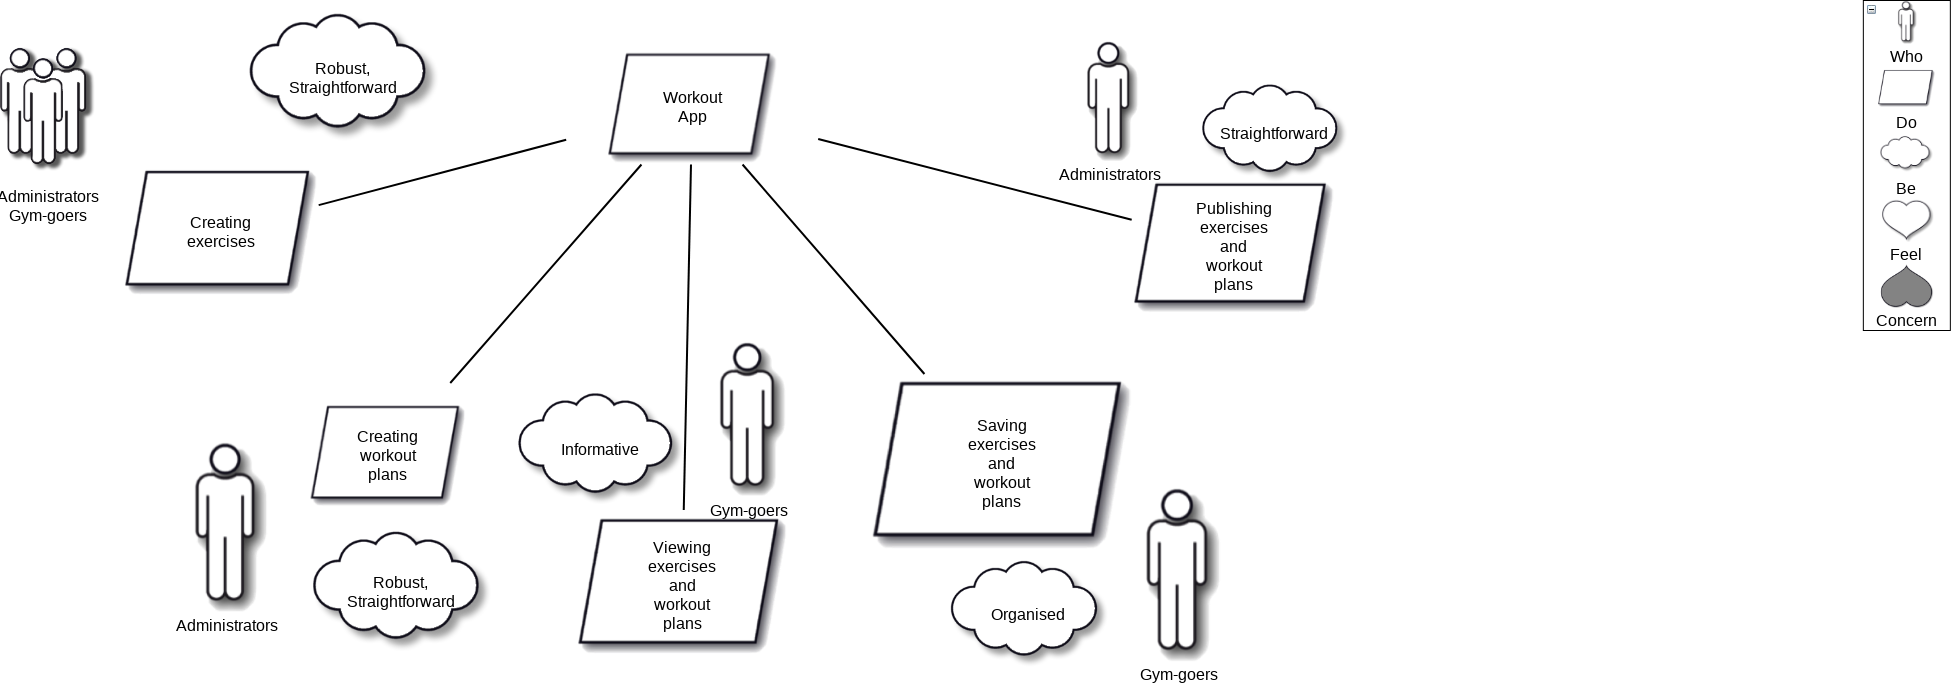 Robust,
Straightforward
Administrators
Gym-goers
Creating
exercises
Workout
App
Administrators
Straightforward
Publishing
exercises
and
workout
plans
Creating
workout
plans
Administrators
Robust,
Straightforward
Informative
Gym-goers
Viewing
exercises
and
workout
plans
Saving
exercises
and
workout
plans
Organised
Gym-goers
Who
Do
Be
Feel
Concern